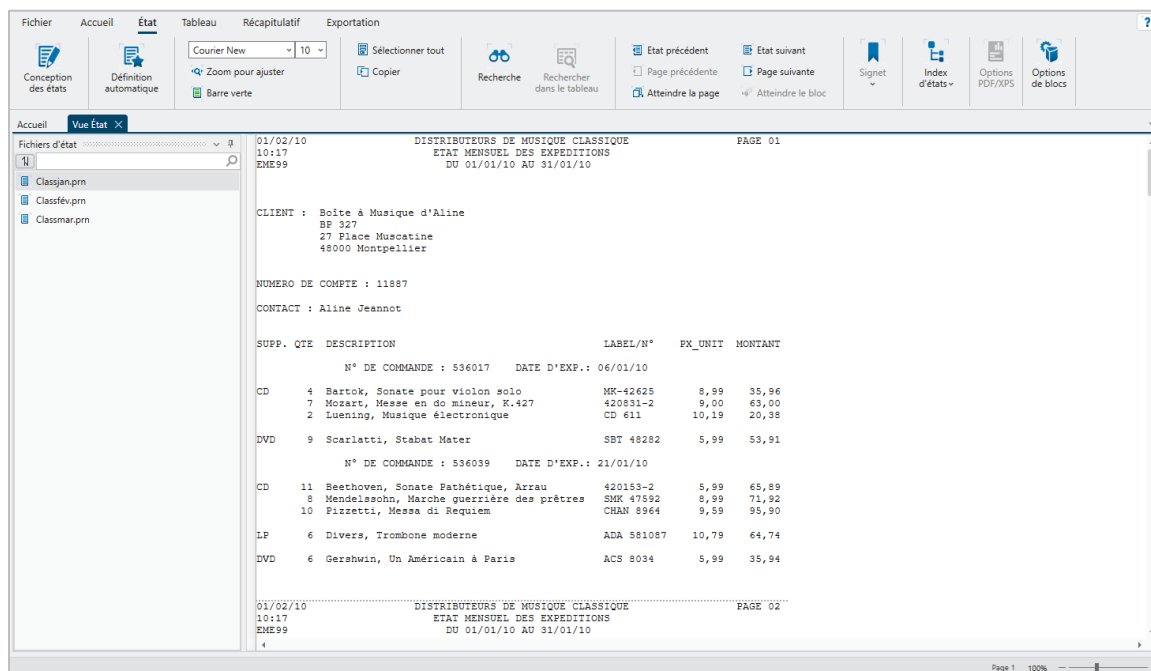 Fichier Accueil État Tableau Récapitulatif Exportation ?
Conception des états
Définition automatique
Courier New 10
Zoom pour ajuster
Barre verte
Sélectionner tout
Copier
Recherche
Rechercher dans le tableau
Etat précédent
Page précédente
Atteindre la page
Etat suivant
Page suivante
Atteindre le bloc
Signet
Index d'états
Options PDF/XPS
Options de blocs
Accueil Vue État
Fichiers d'état
Classjan.prn
Classfév.prn
Classmar.prn
01/02/10 DISTRIBUTEURS DE MUSIQUE CLASSIQUE PAGE 01
10:17 ETAT MENSUEL DES EXPEDITIONS
EME99 DU 01/01/10 AU 31/01/10
CLIENT : Boîte à Musique d'Aline
BP 327
27 Place Muscatine
48000 Montpellier
NUMERO DE COMPTE : 11887
CONTACT : Aline Jeannot
SUPP. QTE DESCRIPTION LABEL/N° PX_UNIT MONTANT
N° DE COMMANDE : 536017 DATE D'EXP.: 06/01/10
CD 4 Bartok, Sonate pour violon solo MK-42625 8,99 35,96
7 Mozart, Messe en do mineur, K.427 420831-2 9,00 63,00
2 Luening, Musique électronique CD 611 10,19 20,38
DVD 9 Scarlatti, Stabat Mater SBT 48282 5,99 53,91
N° DE COMMANDE : 536039 DATE D'EXP.: 21/01/10
CD 11 Beethoven, Sonate Pathétique, Arrau 420153-2 5,99 65,89
8 Mendelssohn, Marche guerrière des prêtres SMK 47592 8,99 71,92
10 Pizzetti, Messa di Requiem CHAN 8964 9,59 95,90
LP 6 Divers, Trombone moderne ADA 581087 10,79 64,74
DVD 6 Gershwin, Un Américain à Paris ACS 8034 5,99 35,94
01/02/10 DISTRIBUTEURS DE MUSIQUE CLASSIQUE PAGE 02
10:17 ETAT MENSUEL DES EXPEDITIONS
EME99 DU 01/01/10 AU 31/01/10
Page 1 100%